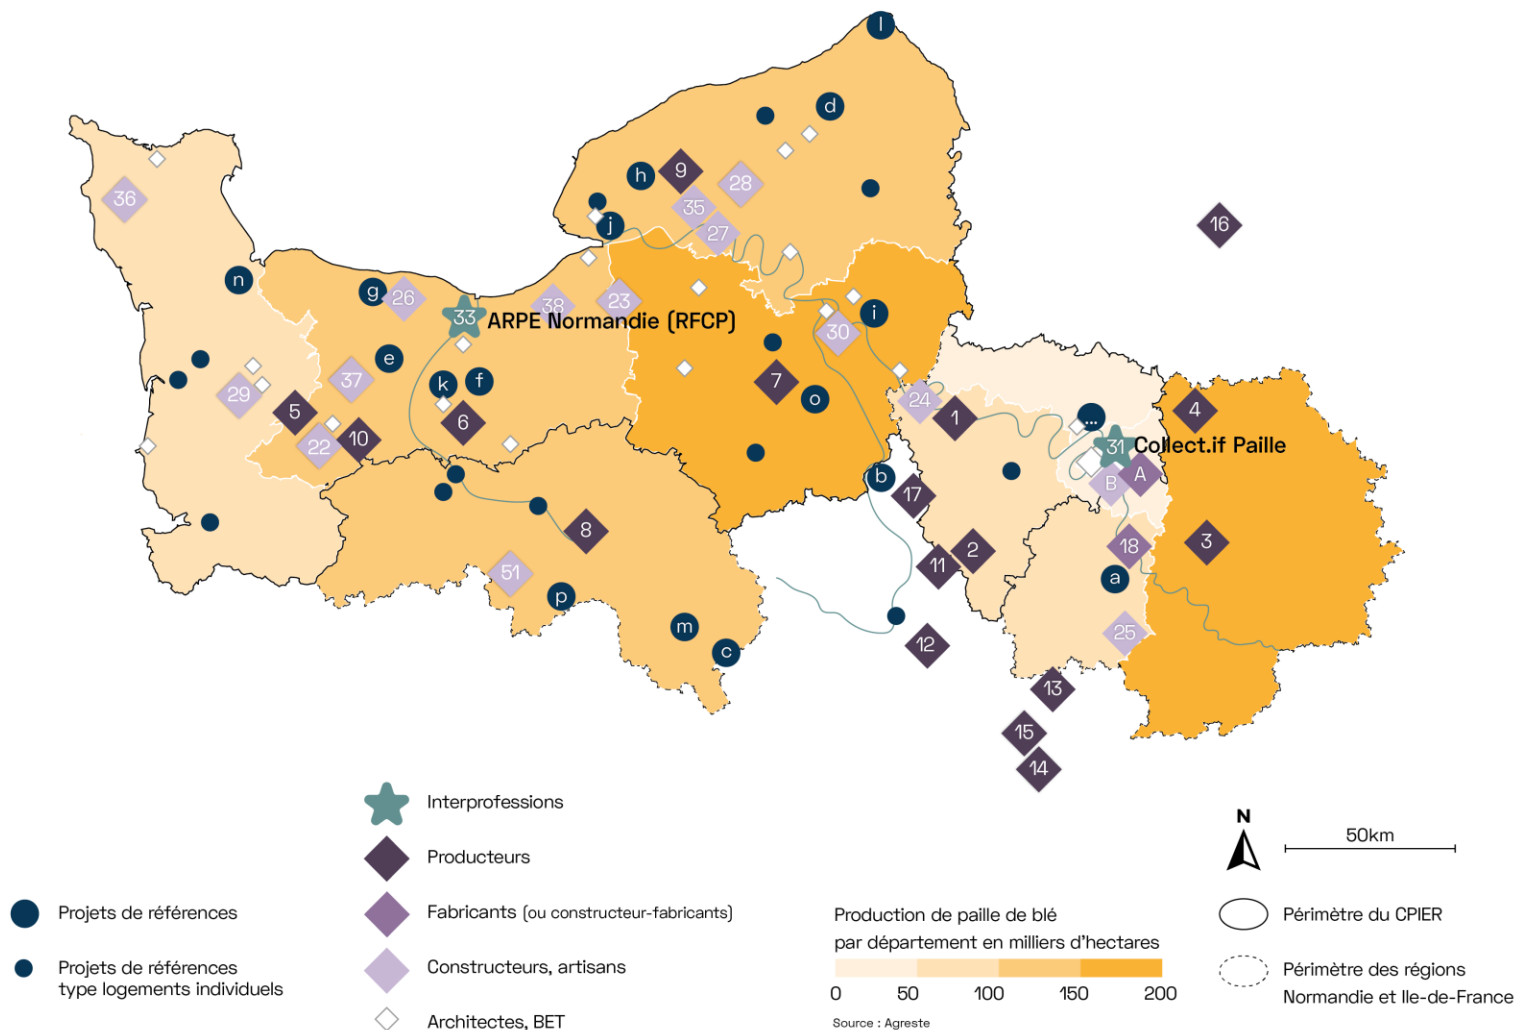 l
d
h
9
28
35
j
27
16
36
n
g
26
33
38
23
ARPE Normandie (RFCP)
i
30
e
37
k
f
7
o
29
5
6
22
10
24
1
...
4
31
Collect.if Paille
b
17
B
A
8
11
2
18
3
51
p
a
m
c
12
25
13
15
14
Interprofessions
Producteurs
Fabricants (ou constructeur-fabricants)
Constructeurs, artisans
Architectes, BET
Projets de références
Projets de références
type logements individuels
Production de paille de blé
par département en milliers d'hectares
0 50 100 150 200
Source : Agreste
N
50km
Périmètre du CPIER
Périmètre des régions
Normandie et Ile-de-France